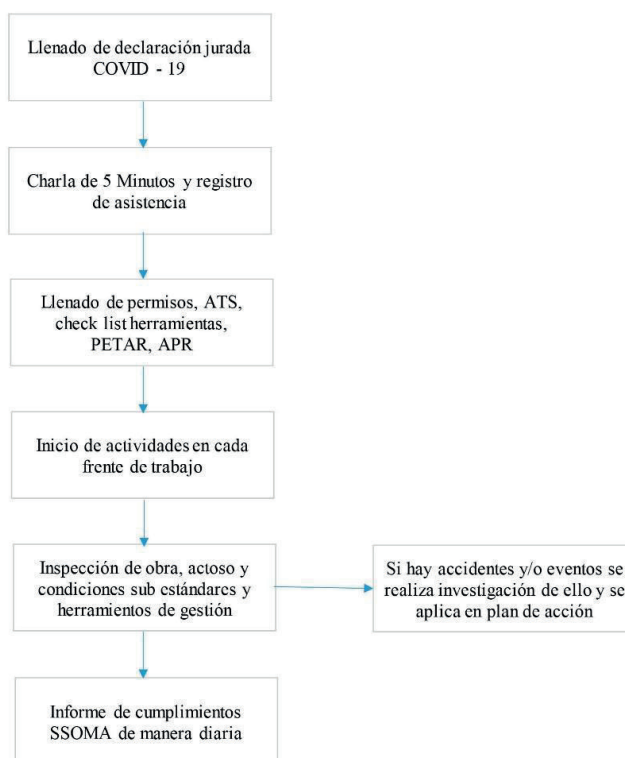 Llenado de declaración jurada
COVID - 19
Charla de 5 Minutos y registro
de asistencia
Llenado de permisos, ATS,
check list herramientas,
PETAR, APR
Inicio de actividades en cada
frente de trabajo
Inspección de obra, actoso y
condiciones sub estándares y
herramientos de gestión
Si hay accidentes y/o eventos se
realiza investigación de ello y se
aplica en plan de acción
Informe de cumplimientos
SSOMA de manera diaria